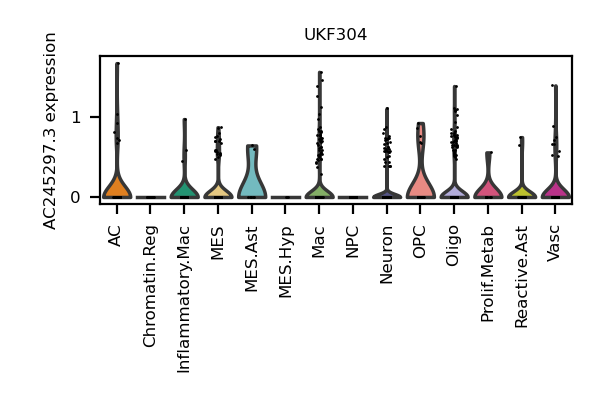 UKF304
AC245297.3 expression
1
0
AC
Chromatin.Reg
Inflammatory.Mac
MES
MES.Ast
MES.Hyp
Mac
NPC
Neuron
OPC
Oligo
Prolif.Metab
Reactive.Ast
Vasc